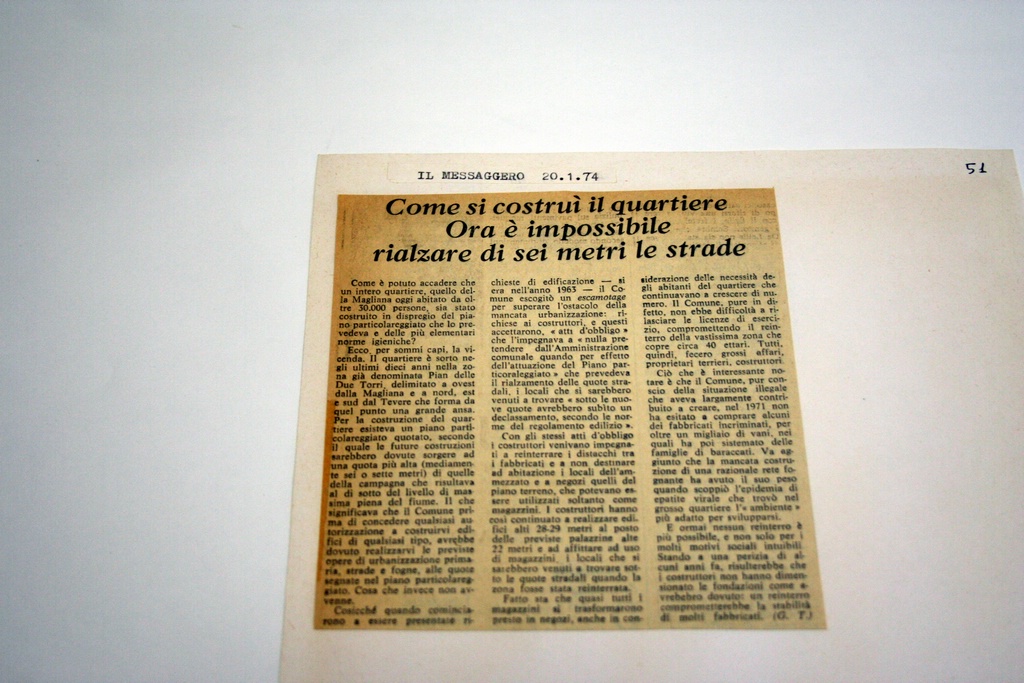 IL MESSAGGERO 20.1.74
51
Come si costruì il quartiere
Ora è impossibile
rialzare di sei metri le strade
Come è potuto accadere che
un intero quartiere, quello del-
la Magliana oggi abitato da ol-
tre 30.000 persone, sia stato
costruito in dispregio del pia-
no particolareggiato che lo pre-
vedeva e delle più elementari
norme igieniche?
Ecco, per sommi capi, la vi-
cenda. Il quartiere è sorto ne-
gli ultimi dieci anni nella zo-
na già denominata Pian delle
Due Torri, delimitato a ovest
dalla Magliana e a nord, est
e sud dal Tevere che forma da
quel punto una grande ansa.
Per la costruzione del quar-
tiere esisteva un piano parti-
colareggiato quotato, secondo
il quale le future costruzioni
sarebbero dovute sorgere ad
una quota più alta (mediamen-
te sei o sette metri) di quelle
della campagna che risultava
al di sotto del livello di mas-
sima piena del fiume. Il che
significava che il Comune pri-
ma di concedere qualsiasi au-
torizzazione a costruirvi edi-
fici di qualsiasi tipo, avrebbe
dovuto realizzarvi le previste
opere di urbanizzazione prima-
ria, strade e fogne, alle quote
segnate nel piano particolareg-
giato. Cosa che invece non av-
venne.
Cosicché quando comincia-
rono a essere presentate ri-
chieste di edificazione — si
era nell'anno 1963 — il Co-
mune escogitò un escamotage
per superare l'ostacolo della
mancata urbanizzazione: ri-
chiese ai costruttori, e questi
accettarono, « atti d'obbligo »
che l'impegnava a « nulla pre-
tendere dall'Amministrazione
comunale quando per effetto
dell'attuazione del Piano par-
ticoraleggiato » che prevedeva
il rialzamento delle quote stra-
dali, i locali che si sarebbero
venuti a trovare « sotto le nuo-
ve quote avrebbero subito un
declassamento, secondo le nor-
me del regolamento edilizio ».
Con gli stessi atti d'obbligo
i costruttori venivano impegna-
ti a reinterrare i distacchi tra
i fabbricati e a non destinare
ad abitazione i locali dell'am-
mezzato e a negozi quelli del
piano terreno, che potevano es-
sere utilizzati soltanto come
magazzini. I costruttori hanno
così continuato a realizzare edi-
fici alti 28-29 metri al posto
delle previste palazzine alte
22 metri e ad affittare ad uso
di magazzini, i locali che si
sarebbero venuti a trovare sot-
to le quote stradali quando la
zona fosse stata reinterrata.
Fatto sta che quasi tutti i
magazzini si trasformarono
presto in negozi, anche in con-
siderazione delle necessità de-
gli abitanti del quartiere che
continuavano a crescere di nu-
mero. Il Comune, pure in di-
fetto, non ebbe difficoltà a ri-
lasciare le licenze di eserci-
zio, compromettendo il rein-
terro della vastissima zona che
copre circa 40 ettari. Tutti,
quindi, fecero grossi affari,
proprietari terrieri, costruttori.
Ciò che è interessante no-
tare è che il Comune, pur con-
scio della situazione illegale
che aveva largamente contri-
buito a creare, nel 1971 non
ha esitato a comprare alcuni
dei fabbricati incriminati, per
oltre un migliaio di vani, nei
quali ha poi sistemato delle
famiglie di baraccati. Va ag-
giunto che la mancata costru-
zione di una razionale rete fo-
gnante ha avuto il suo peso
quando scoppiò l'epidemia di
epatite virale che trovò nel
grosso quartiere l'« ambiente »
più adatto per svilupparsi.
E ormai nessun reinterro è
più possibile, e non solo per i
molti motivi sociali intuibili.
Stando a una perizia di al-
cuni anni fa, risulterebbe che
i costruttori non hanno dimen-
sionato le fondazioni come a-
vrebbero dovuto: un reinterro
comprometterebbe la stabilità
di molti fabbricati. (G. T.)